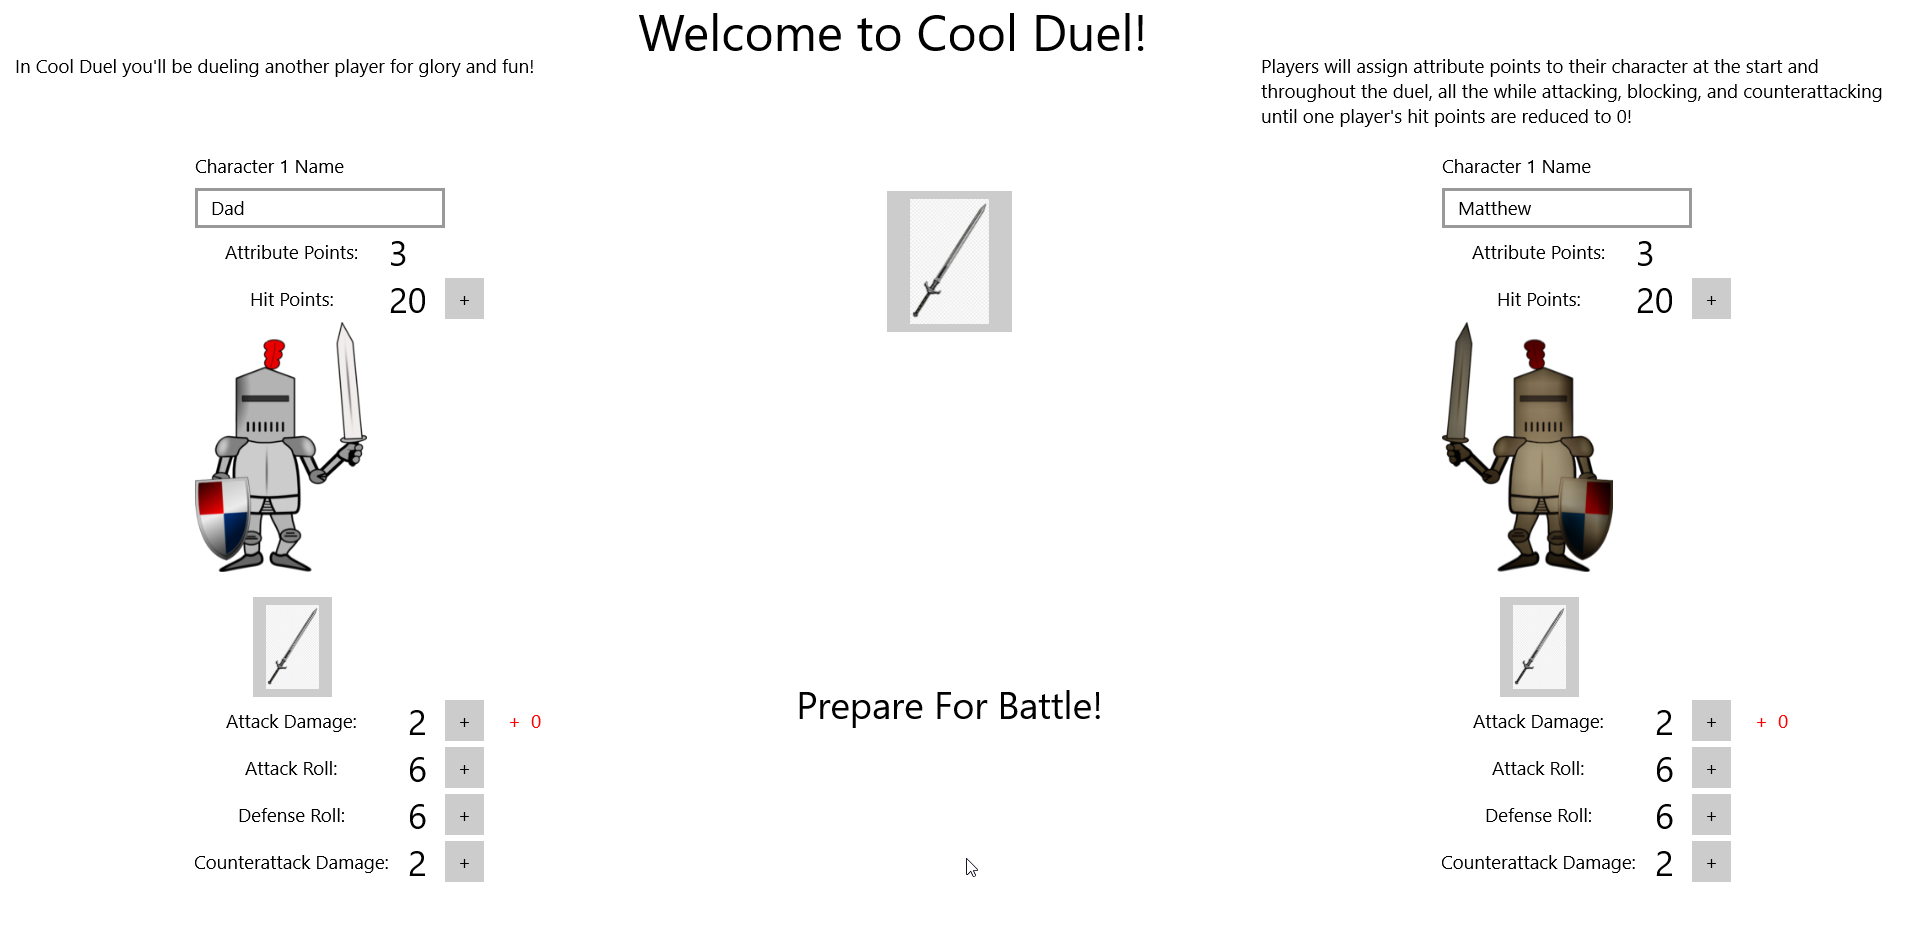 Welcome to Cool Duel!
In Cool Duel you'll be dueling another player for glory and fun!
Players will assign attribute points to their character at the start and
throughout the duel, all the while attacking, blocking, and counterattacking
until one player's hit points are reduced to 0!
Character 1 Name
Dad
Attribute Points: 3
Hit Points: 20 +
Attack Damage: 2 + + 0
Attack Roll: 6 +
Defense Roll: 6 +
Counterattack Damage: 2 +
Prepare For Battle!
Character 1 Name
Matthew
Attribute Points: 3
Hit Points: 20 +
Attack Damage: 2 + + 0
Attack Roll: 6 +
Defense Roll: 6 +
Counterattack Damage: 2 +